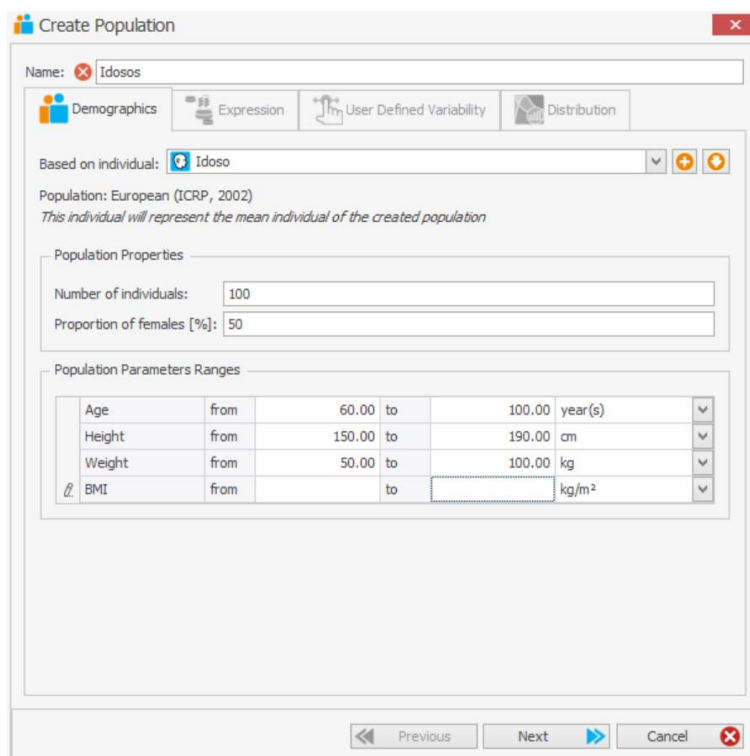 Create Population
Name: Idosos
Demographics Expression User Defined Variability Distribution
Based on individual: Idoso
Population: European (ICRP, 2002)
This individual will represent the mean individual of the created population
Population Properties
Number of individuals: 100
Proportion of females [%]: 50
Population Parameters Ranges
Age from 60.00 to 100.00 year(s)
Height from 150.00 to 190.00 cm
Weight from 50.00 to 100.00 kg
BMI from to kg/m²
Previous Next Cancel